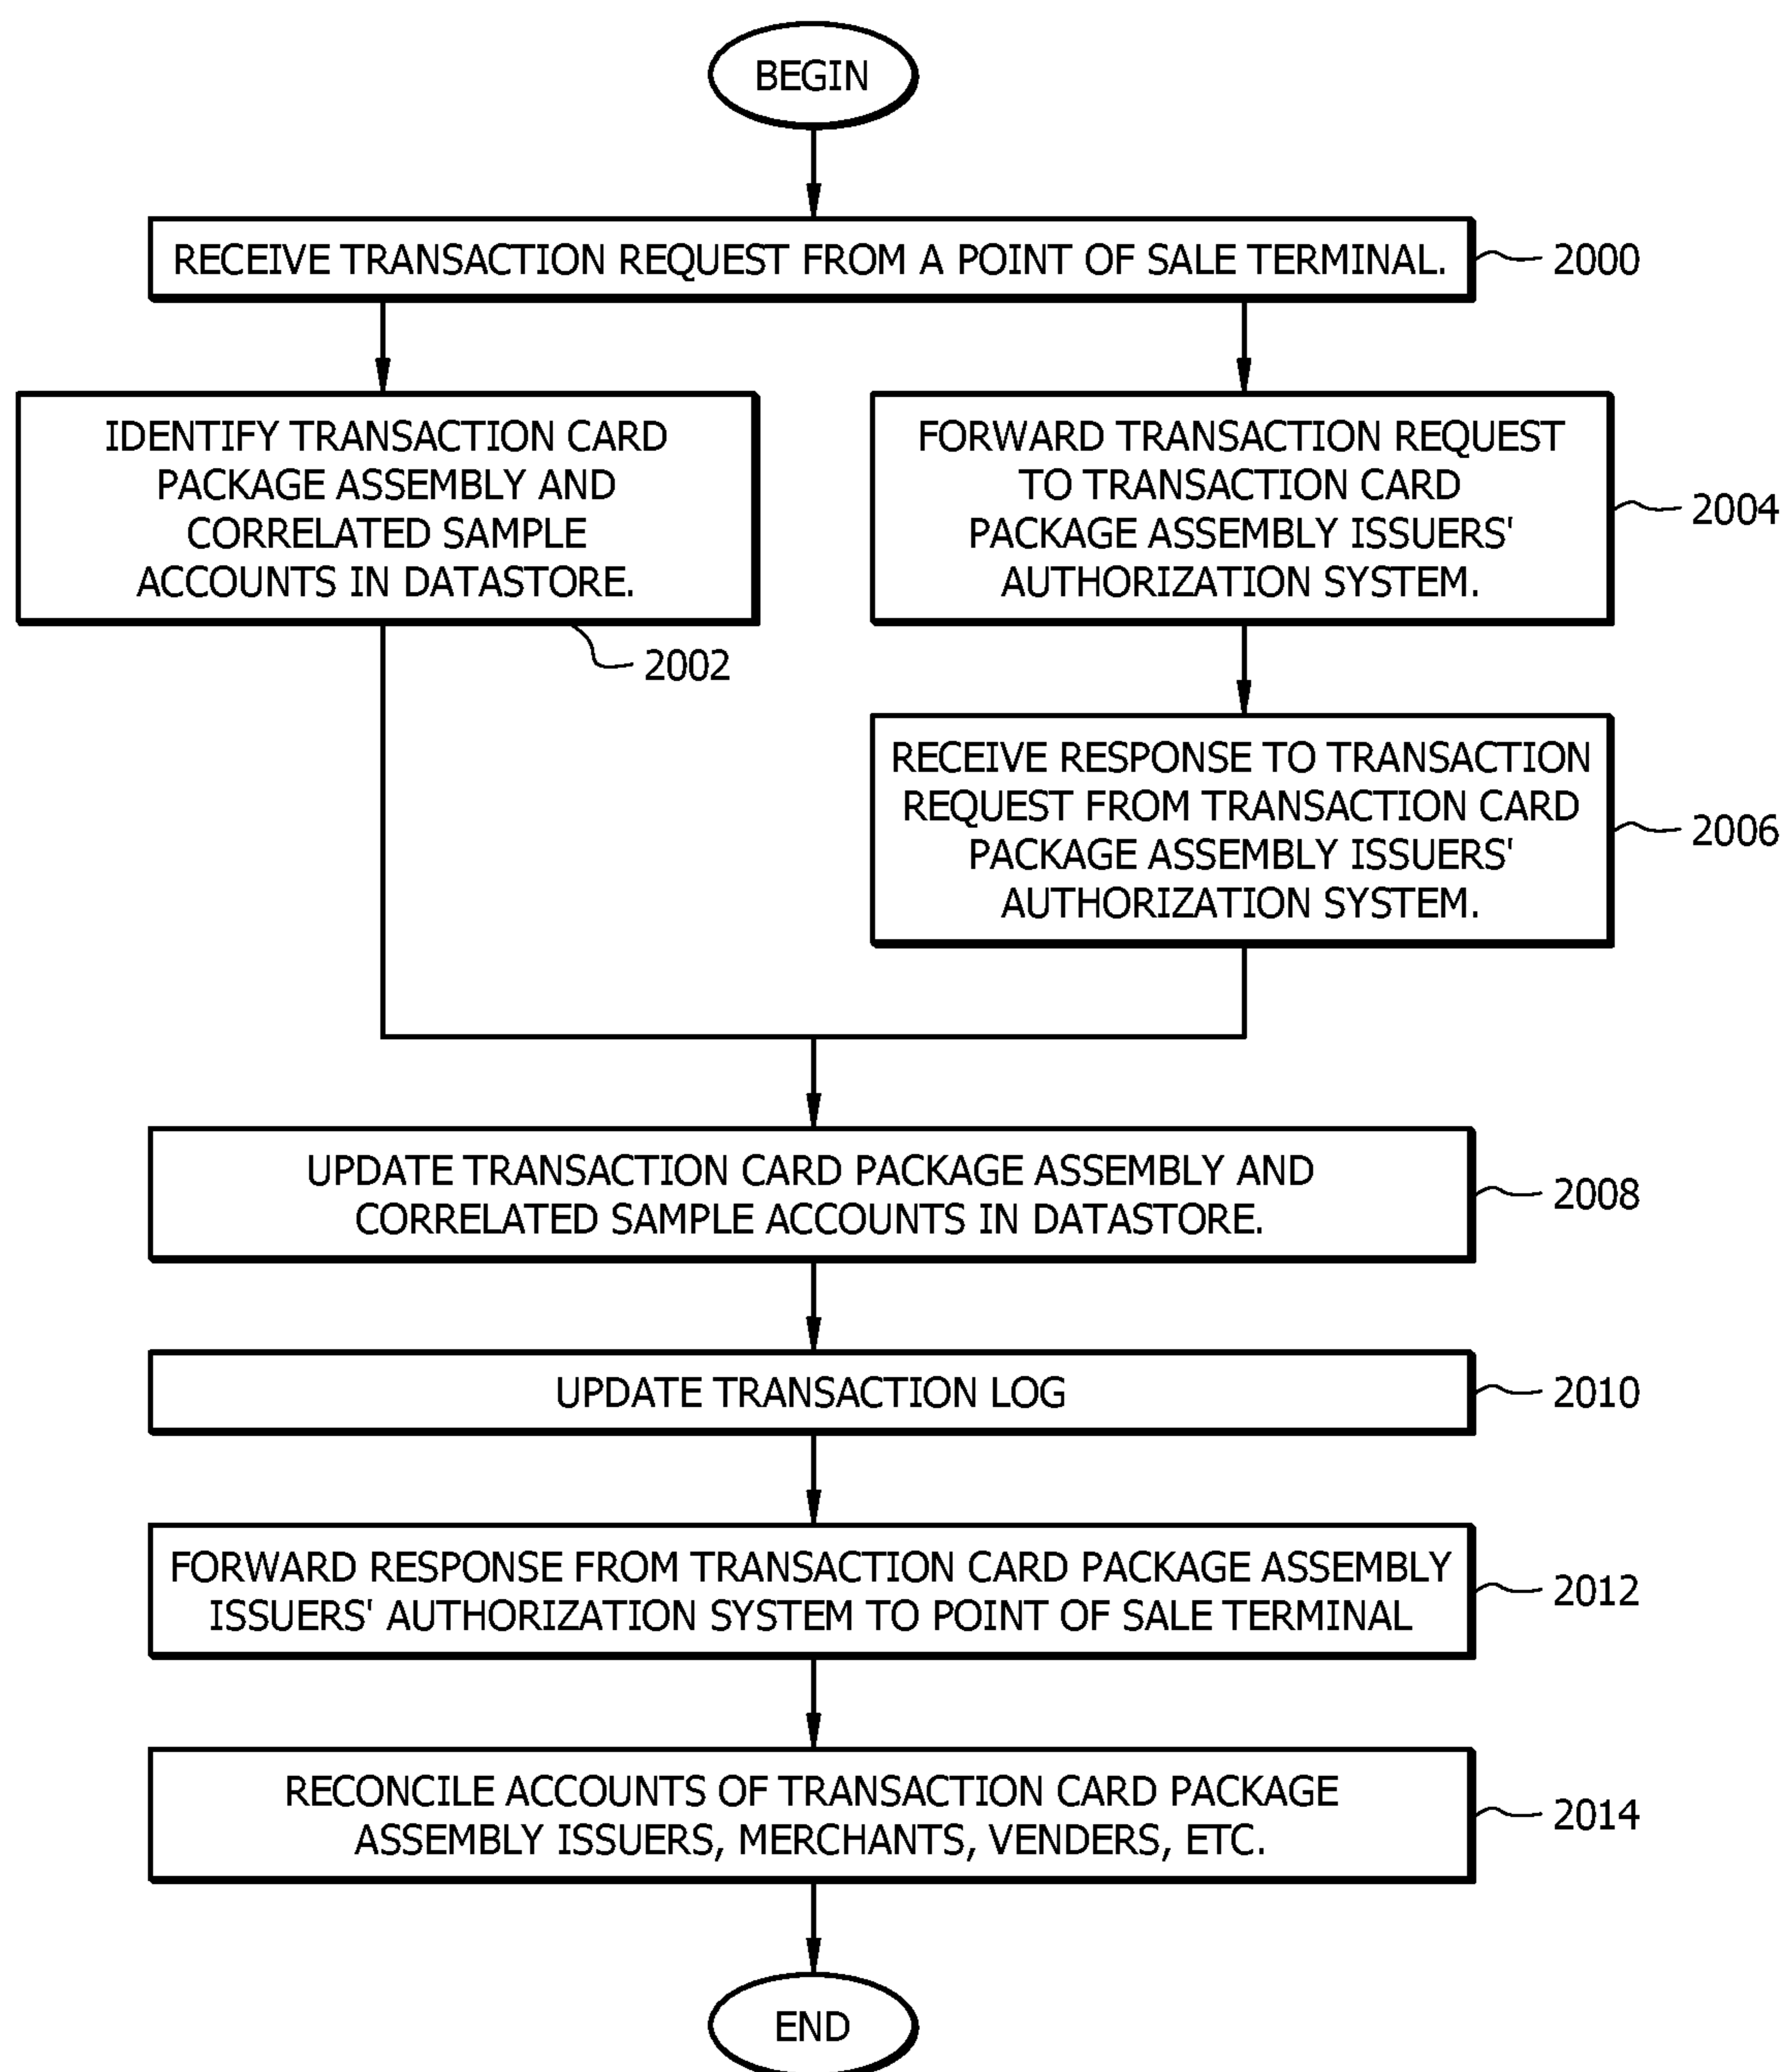 BEGIN
RECEIVE TRANSACTION REQUEST FROM A POINT OF SALE TERMINAL.
2000
IDENTIFY TRANSACTION CARD
PACKAGE ASSEMBLY AND
CORRELATED SAMPLE
ACCOUNTS IN DATASTORE.
2002
FORWARD TRANSACTION REQUEST
TO TRANSACTION CARD
PACKAGE ASSEMBLY ISSUERS'
AUTHORIZATION SYSTEM.
2004
RECEIVE RESPONSE TO TRANSACTION
REQUEST FROM TRANSACTION CARD
PACKAGE ASSEMBLY ISSUERS'
AUTHORIZATION SYSTEM.
2006
UPDATE TRANSACTION CARD PACKAGE ASSEMBLY AND
CORRELATED SAMPLE ACCOUNTS IN DATASTORE.
2008
UPDATE TRANSACTION LOG
2010
FORWARD RESPONSE FROM TRANSACTION CARD PACKAGE ASSEMBLY
ISSUERS' AUTHORIZATION SYSTEM TO POINT OF SALE TERMINAL
2012
RECONCILE ACCOUNTS OF TRANSACTION CARD PACKAGE
ASSEMBLY ISSUERS, MERCHANTS, VENDERS, ETC.
2014
END